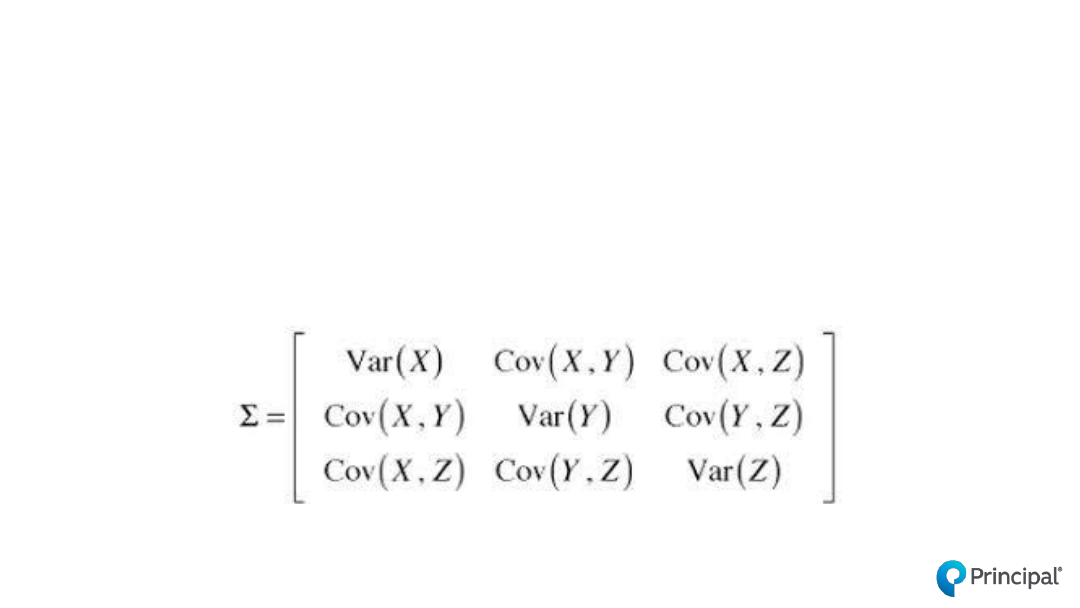 Var(X) Cov(X,Y) Cov(X,Z)
Σ= Cov(X,Y) Var(Y) Cov(Y,Z)
Cov(X,Z) Cov(Y,Z) Var(Z)
Principal®